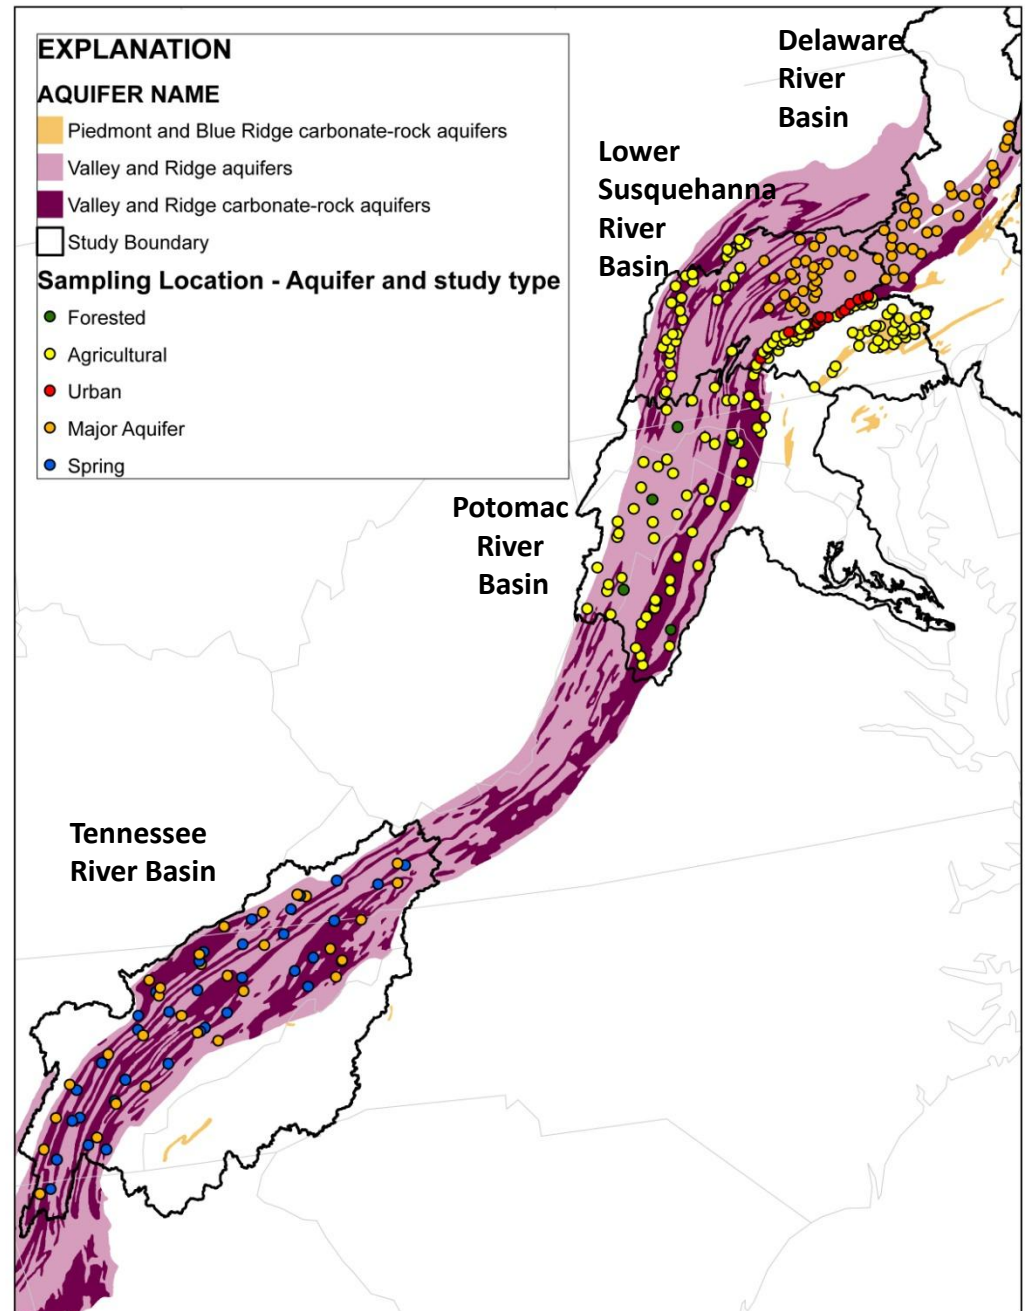 EXPLANATION
AQUIFER NAME
Piedmont and Blue Ridge carbonate-rock aquifers
Valley and Ridge aquifers
Valley and Ridge carbonate-rock aquifers
Study Boundary
Sampling Location - Aquifer and study type
Forested
Agricultural
Urban
Major Aquifer
Spring
Delaware
River
Basin
Lower
Susquehanna
River
Basin
Potomac
River
Basin
Tennessee
River Basin